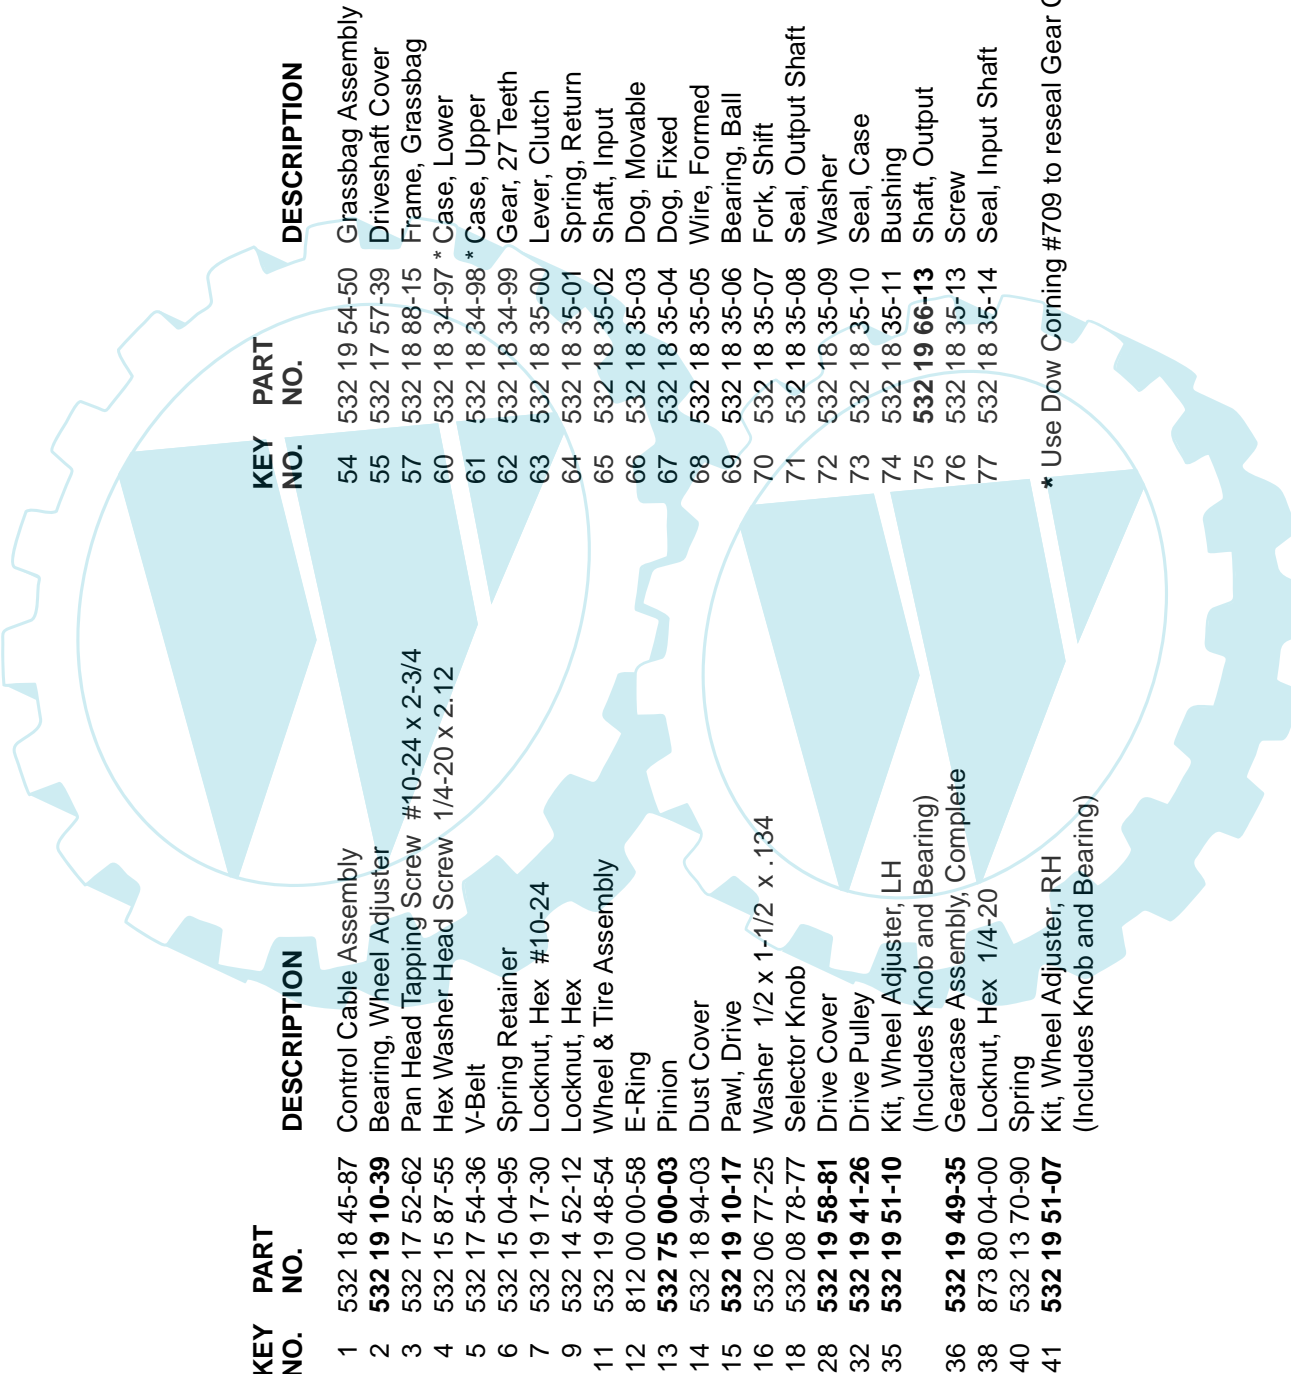 KEY NO. PART NO. DESCRIPTION
1 532 18 45-87 Control Cable Assembly
2 532 19 10-39 Bearing, Wheel Adjuster
3 532 17 52-62 Pan Head Tapping Screw #10-24 x 2-3/4
4 532 15 87-55 Hex Washer Head Screw 1/4-20 x 2.12
5 532 17 54-36 V-Belt
6 532 15 04-95 Spring Retainer
7 532 19 17-30 Locknut, Hex #10-24
9 532 14 52-12 Locknut, Hex
11 532 19 48-54 Wheel & Tire Assembly
12 812 00 00-58 E-Ring
13 532 75 00-03 Pinion
14 532 18 94-03 Dust Cover
15 532 19 10-17 Pawl, Drive
16 532 06 77-25 Washer 1/2 x 1-1/2 x .134
18 532 08 78-77 Selector Knob
28 532 19 58-81 Drive Cover
32 532 19 41-26 Drive Pulley
35 532 19 51-10 Kit, Wheel Adjuster, LH
(Includes Knob and Bearing)
36 532 19 49-35 Gearcase Assembly, Complete
38 873 80 04-00 Locknut, Hex 1/4-20
40 532 13 70-90 Spring
41 532 19 51-07 Kit, Wheel Adjuster, RH
(Includes Knob and Bearing)
KEY NO. PART NO. DESCRIPTION
54 532 19 54-50 Grassbag Assembly
55 532 17 57-39 Driveshaft Cover
57 532 18 88-15 Frame, Grassbag
60 532 18 34-97 * Case, Lower
61 532 18 34-98 * Case, Upper
62 532 18 34-99 Gear, 27 Teeth
63 532 18 35-00 Lever, Clutch
64 532 18 35-01 Spring, Return
65 532 18 35-02 Shaft, Input
66 532 18 35-03 Dog, Movable
67 532 18 35-04 Dog, Fixed
68 532 18 35-05 Wire, Formed
69 532 18 35-06 Bearing, Ball
70 532 18 35-07 Fork, Shift
71 532 18 35-08 Seal, Output Shaft
72 532 18 35-09 Washer
73 532 18 35-10 Seal, Case
74 532 18 35-11 Bushing
75 532 19 66-13 Shaft, Output
76 532 18 35-13 Screw
77 532 18 35-14 Seal, Input Shaft
* Use Dow Corning #709 to reseal Gear